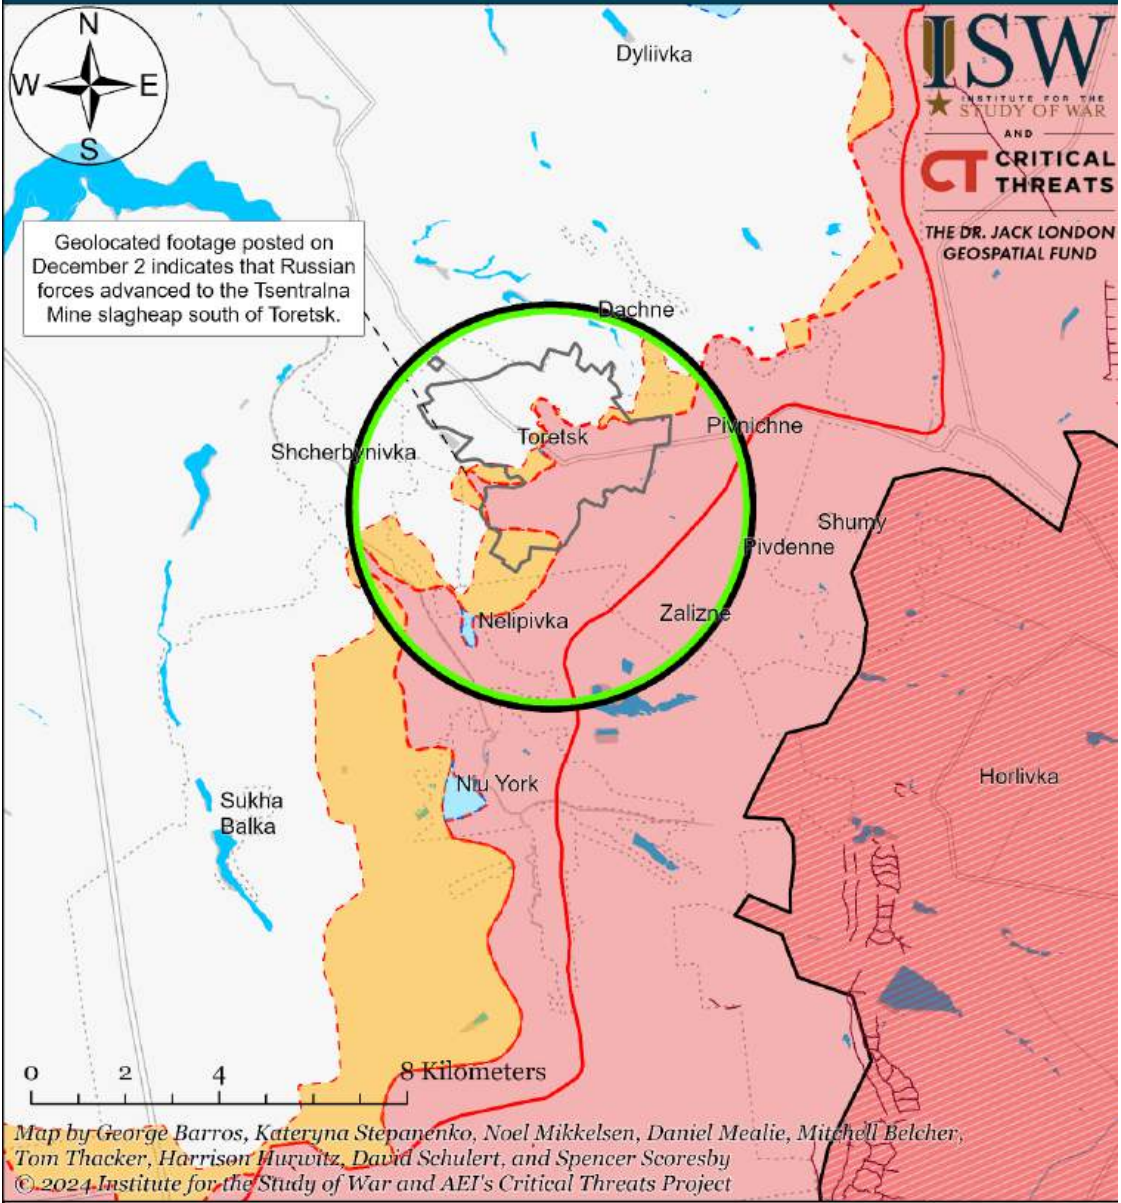 N
W E
S
Dyliivka
ISW
INSTITUTE FOR THE
STUDY OF WAR
AND
CT CRITICAL
THREATS
THE DR. JACK LONDON
GEOSPATIAL FUND
Geolocated footage posted on
December 2 indicates that Russian
forces advanced to the Tsentralna
Mine slagheap south of Toretsk.
Dachne
Pivnichne
Toretsk
Shcherbynivka
Shumy
Pivdenne
Zalizne
Nelipivka
Horlivka
Niu York
Sukha
Balka
0 2 4 8 Kilometers
Map by George Barros, Kateryna Stepanenko, Noel Mikkelsen, Daniel Mealie, Mitchell Belcher,
Tom Thacker, Harrison Hurwitz, David Schulert, and Spencer Scoresby
© 2024 Institute for the Study of War and AEI's Critical Threats Project